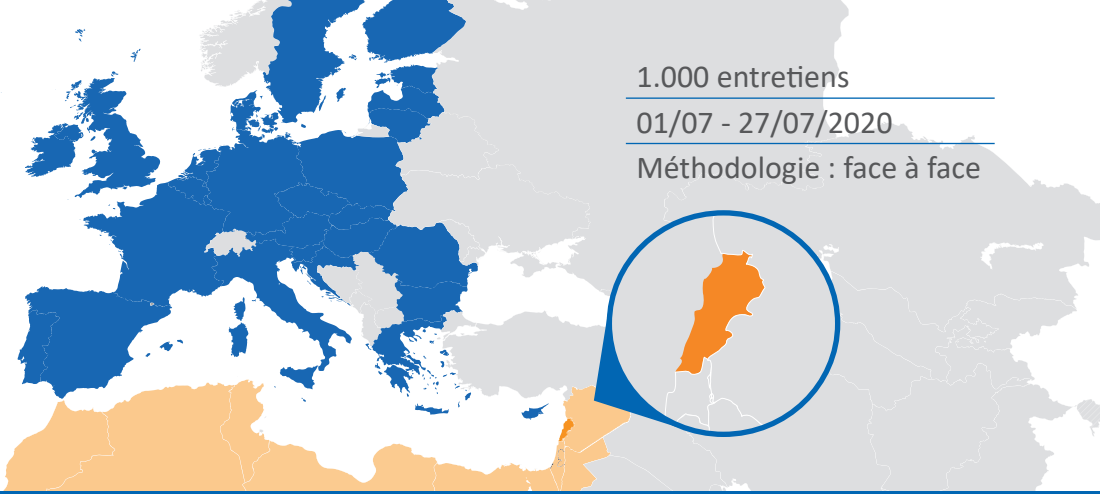 1.000 entretiens
01/07 - 27/07/2020
Méthodologie : face à face